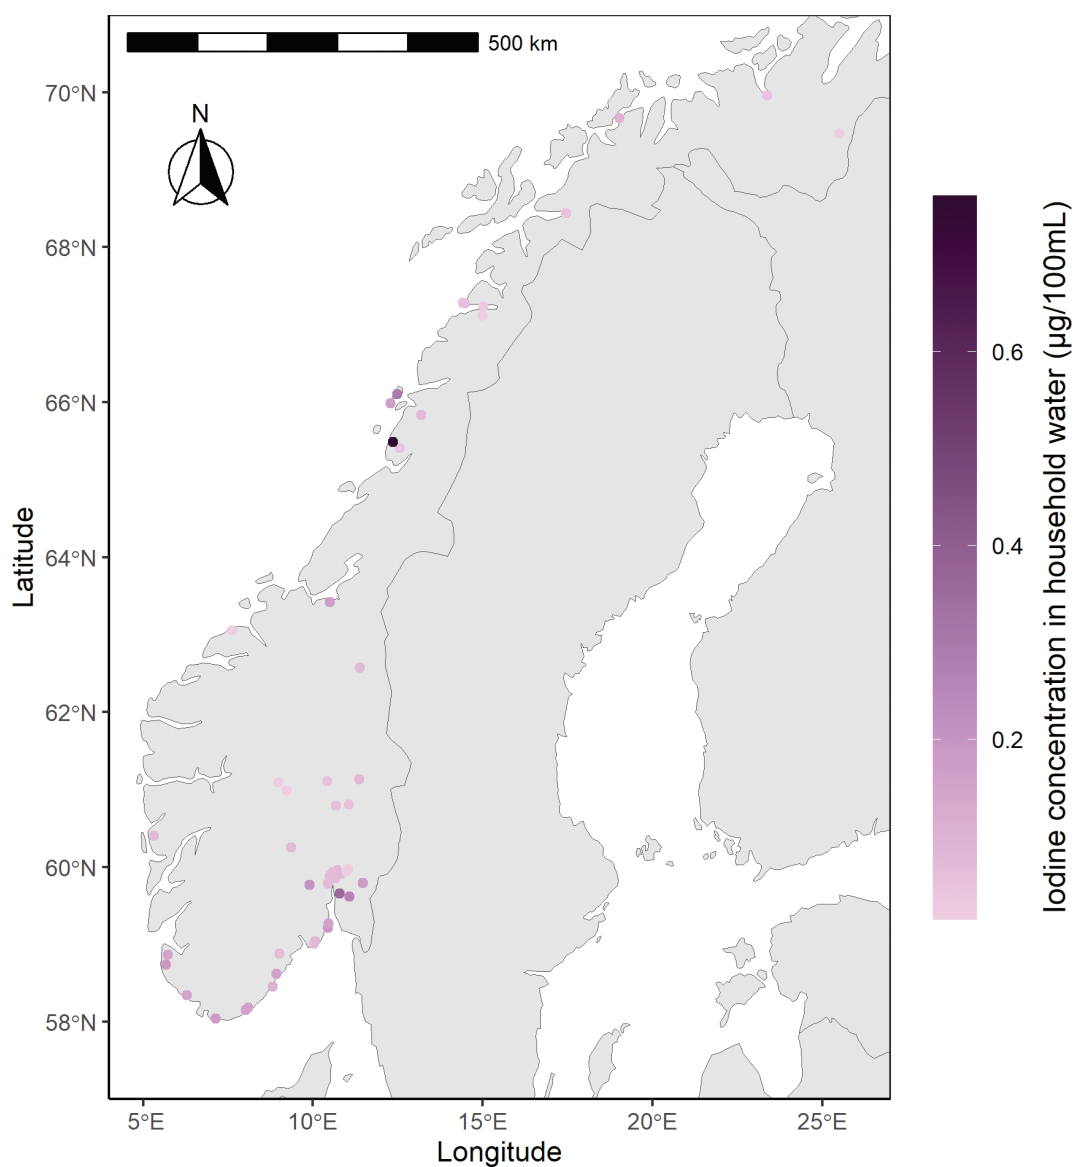 500 km
N
70°N
68°N
66°N
64°N
62°N
60°N
58°N
Latitude
5°E
10°E
15°E
20°E
25°E
Longitude
0.6
0.4
0.2
Iodine concentration in household water (µg/100mL)